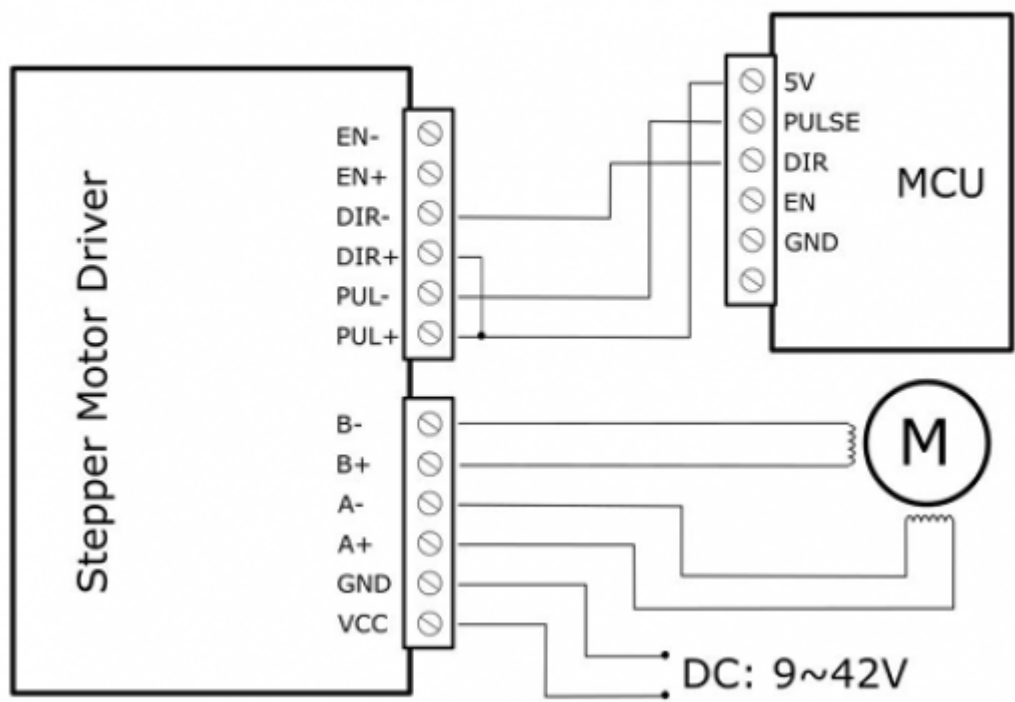 Stepper Motor Driver
EN-
EN+
DIR-
DIR+
PUL-
PUL+
B-
B+
A-
A+
GND
VCC
5V
PULSE
DIR
EN
GND
MCU
M
DC: 9~42V